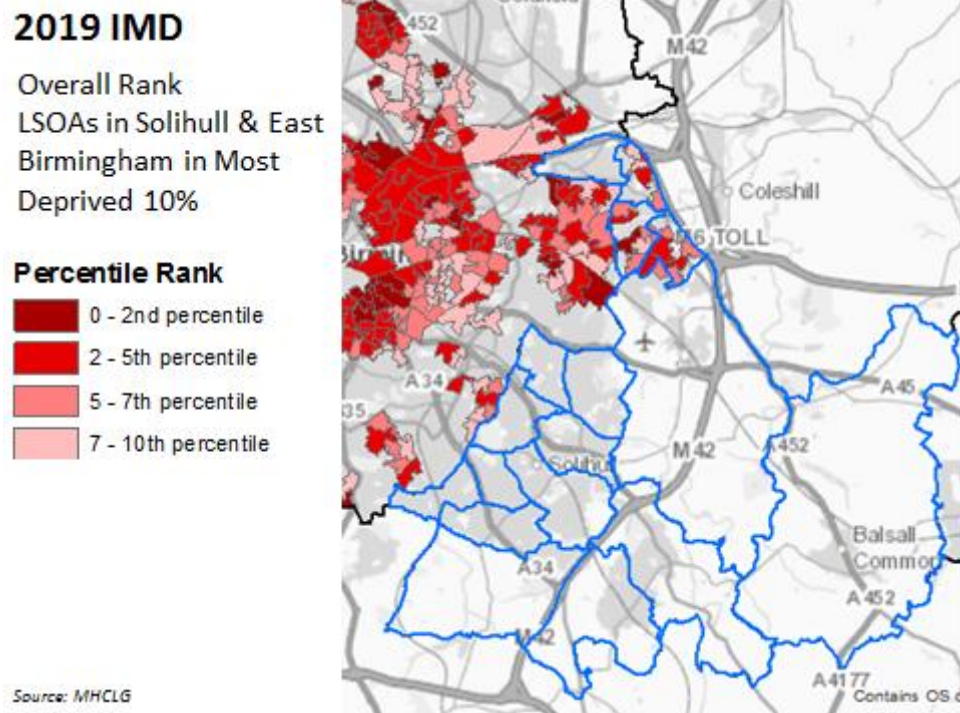 2019 IMD
Overall Rank
LSOAs in Solihull & East
Birmingham in Most
Deprived 10%
Percentile Rank
0 - 2nd percentile
2 - 5th percentile
5 - 7th percentile
7 - 10th percentile
Source: MHCLG
452
M42
Coleshill
TOLL
A34
A45
35
M42
A452
Balsall
Common
A34
A452
M42
A4177
Contains OS